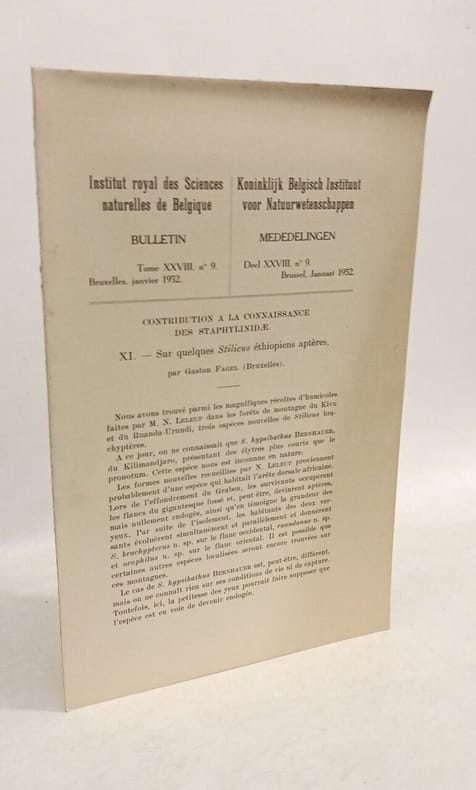 Institut royal des Sciences
naturelles de Belgique
BULLETIN
Tome XXVIII, n° 9.
Bruxelles, janvier 1952.
Koninklijk Belgisch Instituut
voor Natuurwetenschappen
MEDEDELINGEN
Deel XXVIII, n° 9.
Brussel, Januari 1952.
CONTRIBUTION A LA CONNAISSANCE
DES STAPHYLINIDÆ.
XI. — Sur quelques Stilicus éthiopiens aptères,
par Gaston FAGEL (Bruxelles).
Nous avons trouvé parmi les magnifiques récoltes d'humicoles
faites par M. N. LELEUP dans les forêts de montagne du Kivu
et du Ruanda-Urundi, trois espèces nouvelles de Stilicus bra-
chyptères.
A ce jour, on ne connaissait que S. hypsibathus BERNHAUER,
du Kilimandjaro, présentant des élytres plus courts que le
pronotum. Cette espèce nous est inconnue en nature.
Les formes nouvelles recueillies par N. LELEUP proviennent
probablement d'une espèce qui habitait l'arête dorsale africaine.
Lors de l'effondrement du Graben, les survivants occupèrent
les flancs du gigantesque fossé et, peut-être, devinrent aptères,
mais nullement endogés, ainsi qu'en témoigne la grandeur des
yeux. Par suite de l'isolement, les habitants des deux ver-
sants évoluèrent simultanément et parallèlement et donnèrent
S. brachypterus n. sp. sur le flanc occidental, ruandanus n. sp.
et orophilus n. sp. sur le flanc oriental. Il est possible que
certaines autres espèces localisées seront encore trouvées sur
ces montagnes.
Le cas de S. hypsibathus BERNHAUER est, peut-être, différent,
mais on ne connaît rien sur ses conditions de vie ni de capture.
Toutefois, ici, la petitesse des yeux pourrait faire supposer que
l'espèce est en voie de devenir endogée.